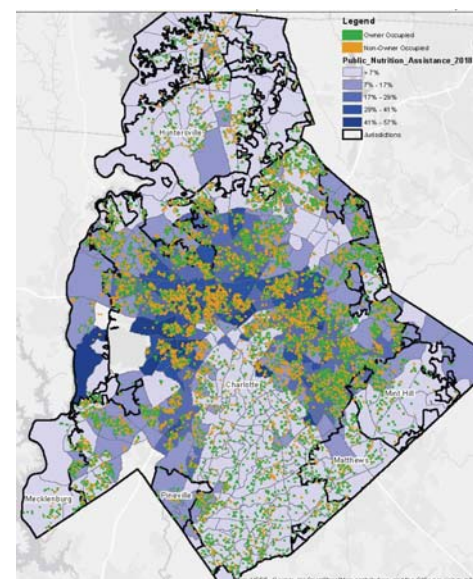 Legend
Owner Occupied
Non-Owner Occupied
Public_Nutrition_Assistance_2018
< 7%
7% - 17%
17% - 29%
29% - 41%
41% - 57%
Jurisdictions
Huntersville
Charlotte
Mint Hill
Matthews
Mecklenburg
Pineville